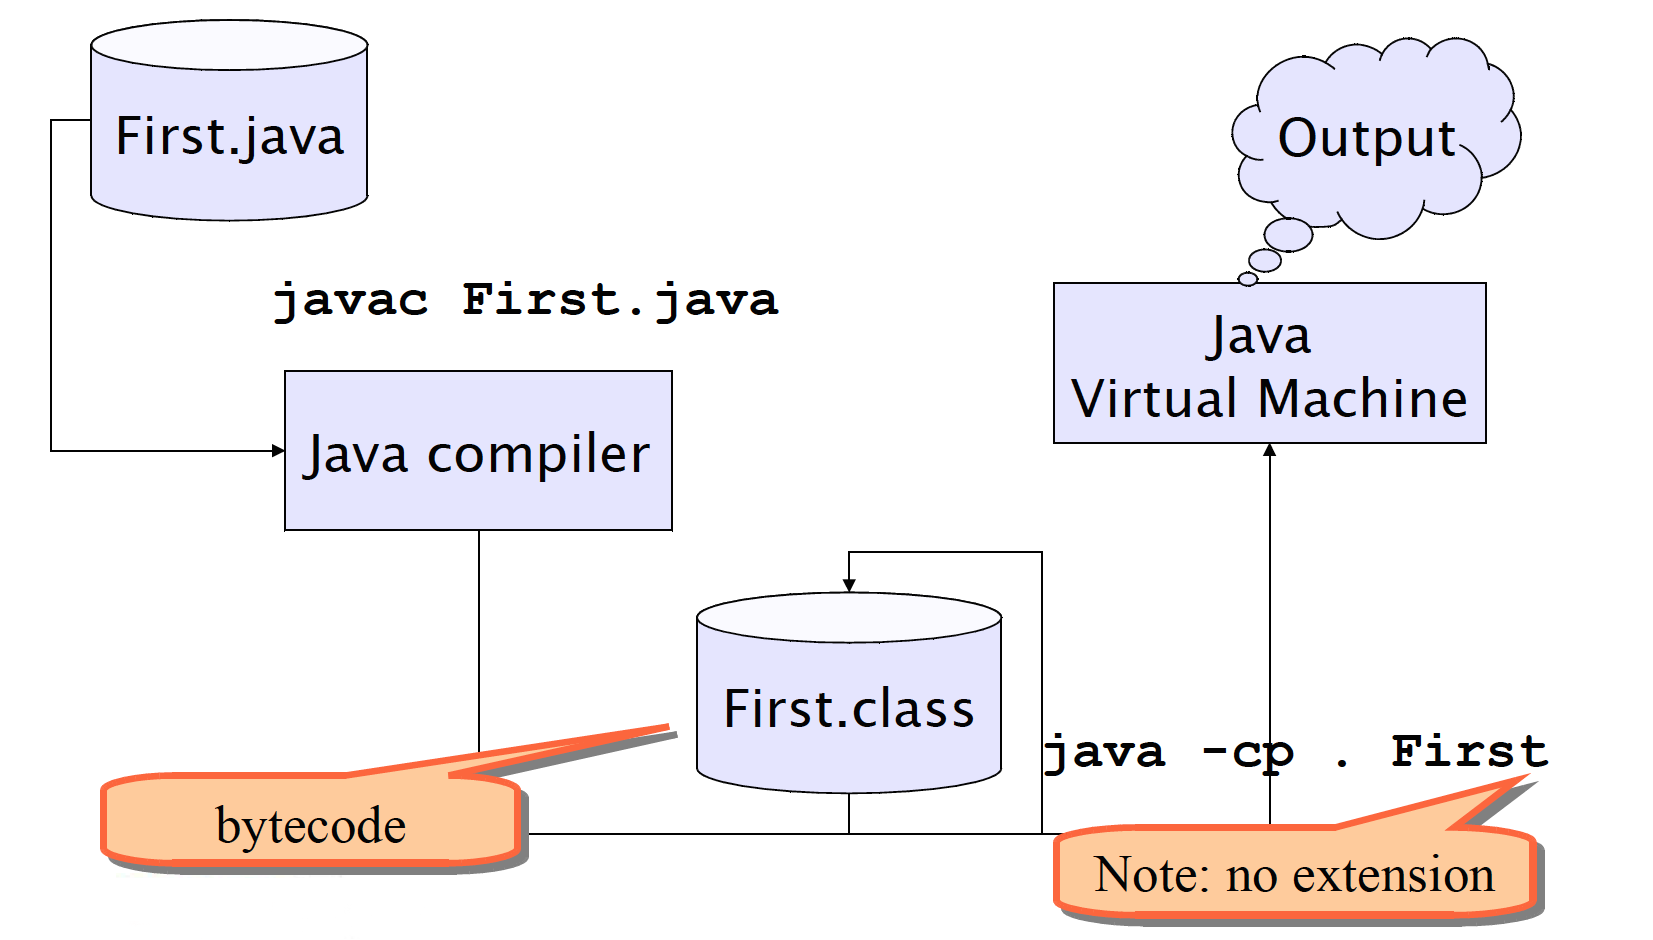 First.java
Output
javac First.java
Java
Virtual Machine
Java compiler
First.class
java -cp . First
bytecode
Note: no extension